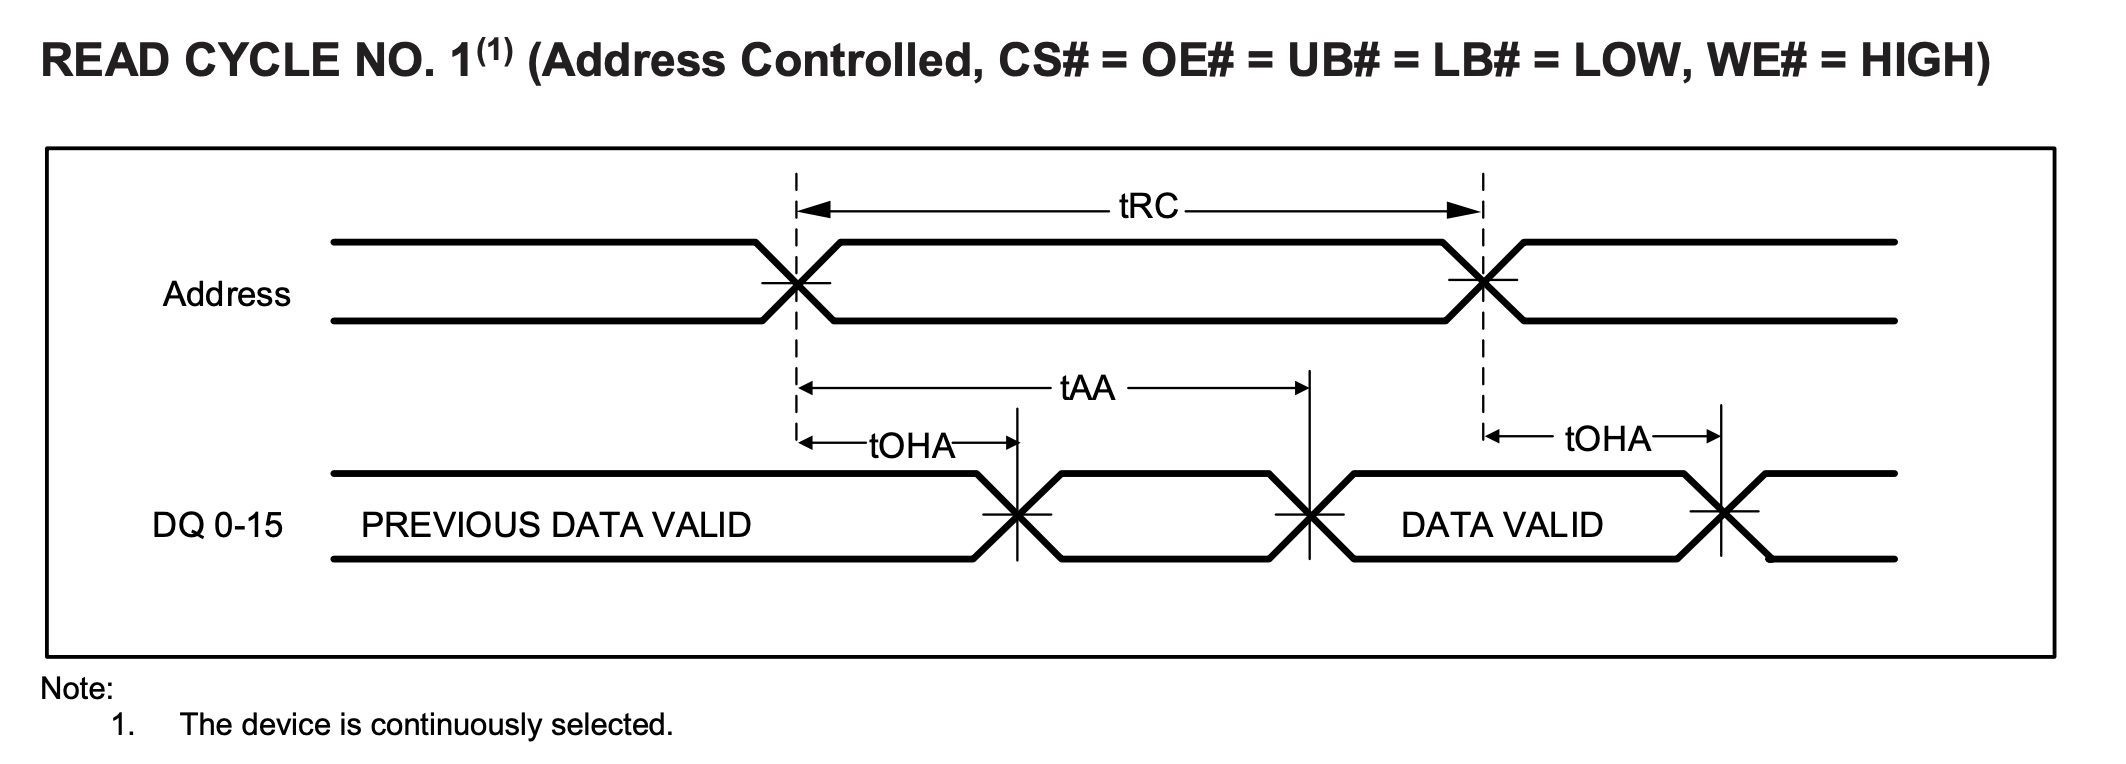 READ CYCLE NO. 1(1) (Address Controlled, CS# = OE# = UB# = LB# = LOW, WE# = HIGH)
tRC
Address
tAA
tOHA
tOHA
DQ 0-15
PREVIOUS DATA VALID
DATA VALID
Note:
1. The device is continuously selected.